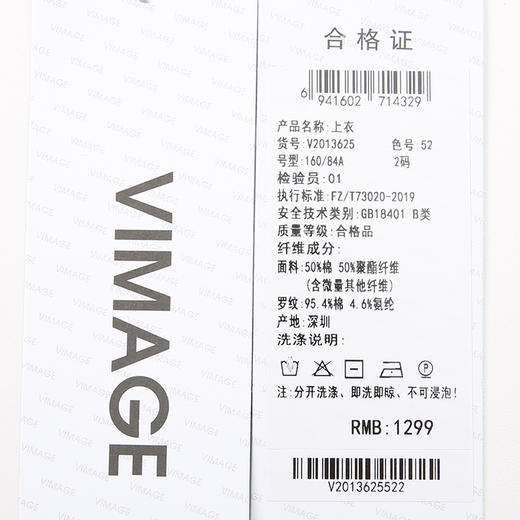 VIMAGE
合格证
6 941602 714329
产品名称:上衣
货号:V2013625 色号:52
号型:160/84A 2码
检验员:01
执行标准:FZ/T73020-2019
安全技术类别:GB18401 B类
质量等级:合格品
纤维成分:
面料:50%棉 50%聚酯纤维
(含微量其他纤维)
罗纹:95.4%棉 4.6%氨纶
产地:深圳
洗涤说明:
P
注:分开洗涤、即洗即晾、不可浸泡!
RMB:1299
V2013625522